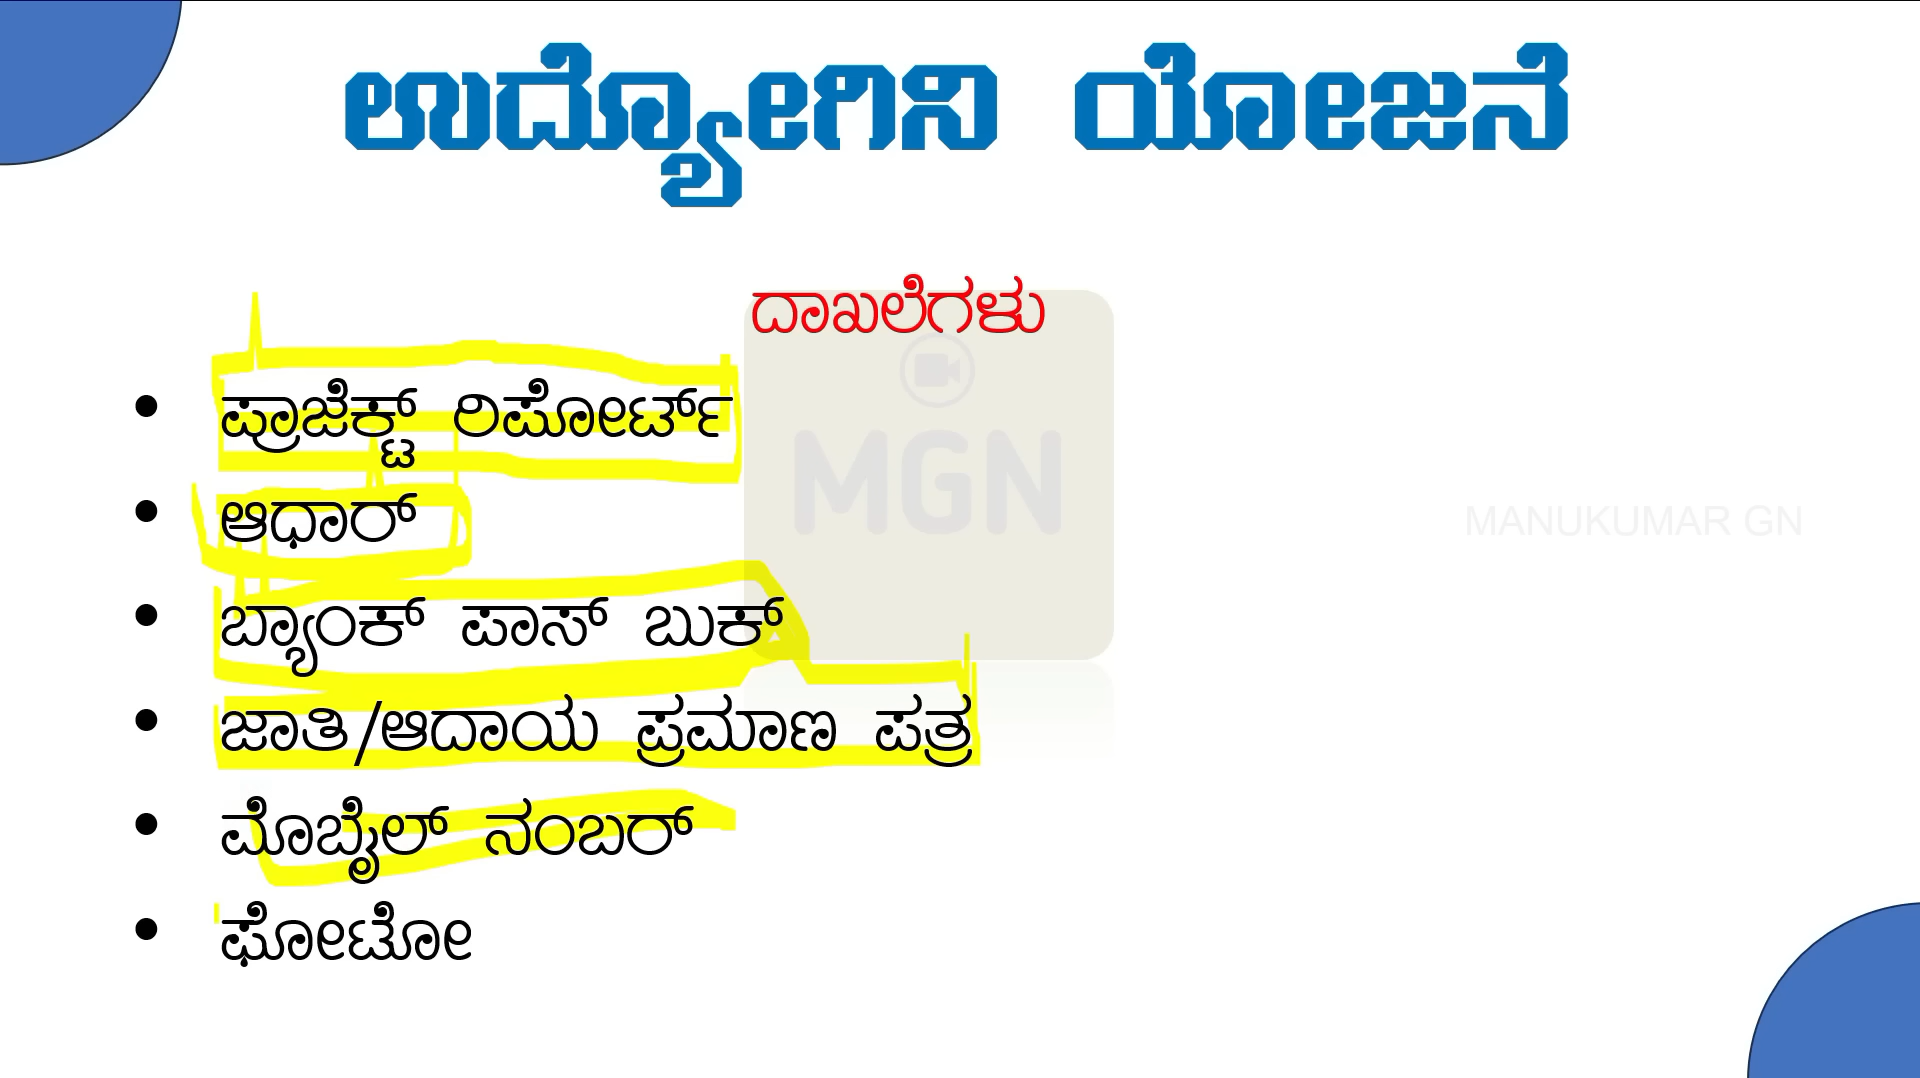 ಉದ್ಯೋಗಿನಿ ಯೋಜನೆ
ದಾಖಲೆಗಳು
• ಪ್ರಾಜೆಕ್ಟ್ ರಿಪೋರ್ಟ್
• ಆಧಾರ್
• ಬ್ಯಾಂಕ್ ಪಾಸ್ ಬುಕ್
• ಜಾತಿ/ಆದಾಯ ಪ್ರಮಾಣ ಪತ್ರ
• ಮೊಬೈಲ್ ನಂಬರ್
• ಫೋಟೋ
MGN
MANUKUMAR GN